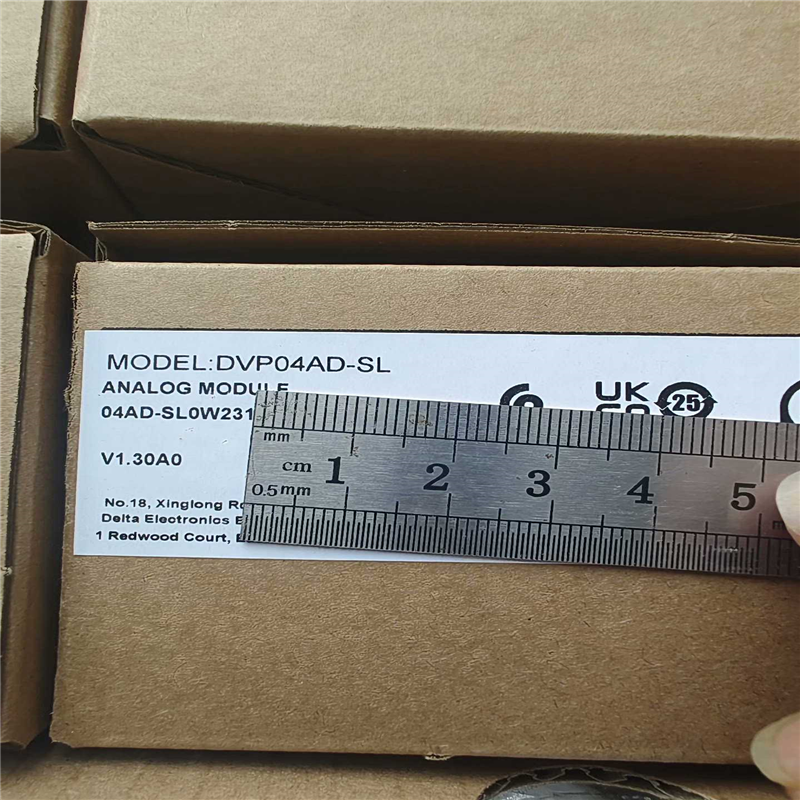 MODEL:DVP04AD-SL
ANALOG MODULE
UK
25
04AD-SL0W231
V1.30A0
No.18, Xinglong
Delta Electronics
1 Redwood Court,
mm
cm 1 2 3 4 5
0.5mm